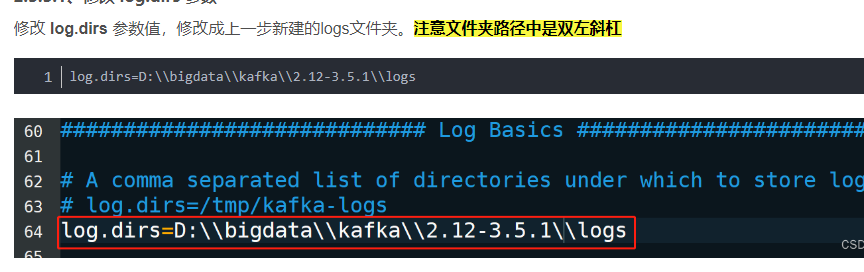 修改 log.dirs 参数值，修改成上一步新建的logs文件夹。注意文件夹路径中是双左斜杠
1 log.dirs=D:\\bigdata\\kafka\\2.12-3.5.1\\logs
60 ############################ Log Basics ######################
61
62 # A comma separated list of directories under which to store log
63 # log.dirs=/tmp/kafka-logs
64 log.dirs=D:\\bigdata\\kafka\\2.12-3.5.1\\logs
65
CSD